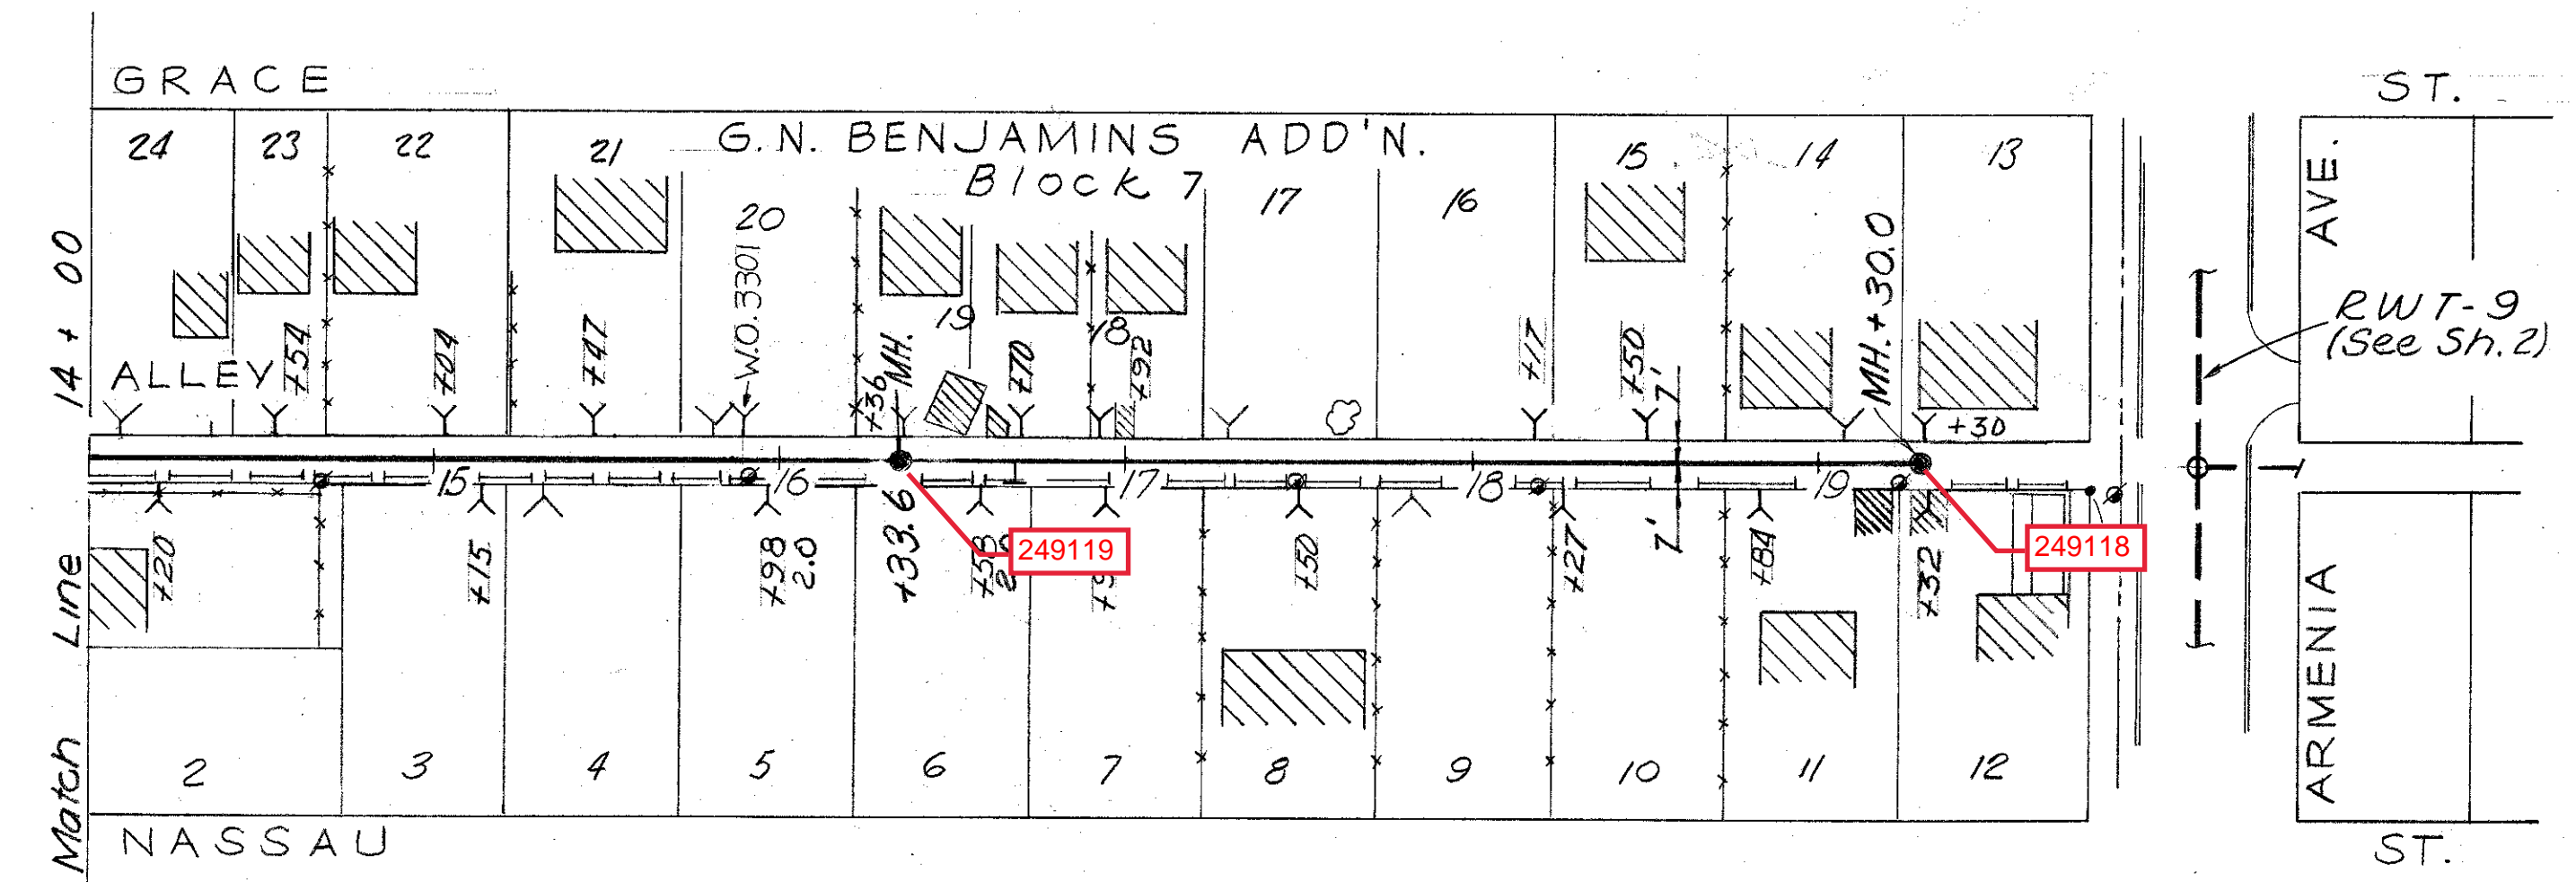 GRACE ST.
24 23 22 21 G.N. BENJAMINS ADD'N. 15 14 13
Block 7
20 17 16
19 18
14 + 00
ALLEY
+54
+04
+47
W.O. 3301
+36
MH.
+70
+92
+17
+50
7'
MH.+30.0
+30
AVE.
RWT-9
(See Sh. 2)
15 16 17 18 19
+20
+15
+98
2.0
+33.6
+58
249119
+50
+27
7'
+84
+32
249118
Match Line
2 3 4 5 6 7 8 9 10 11 12
ARMENIA
NASSAU ST.